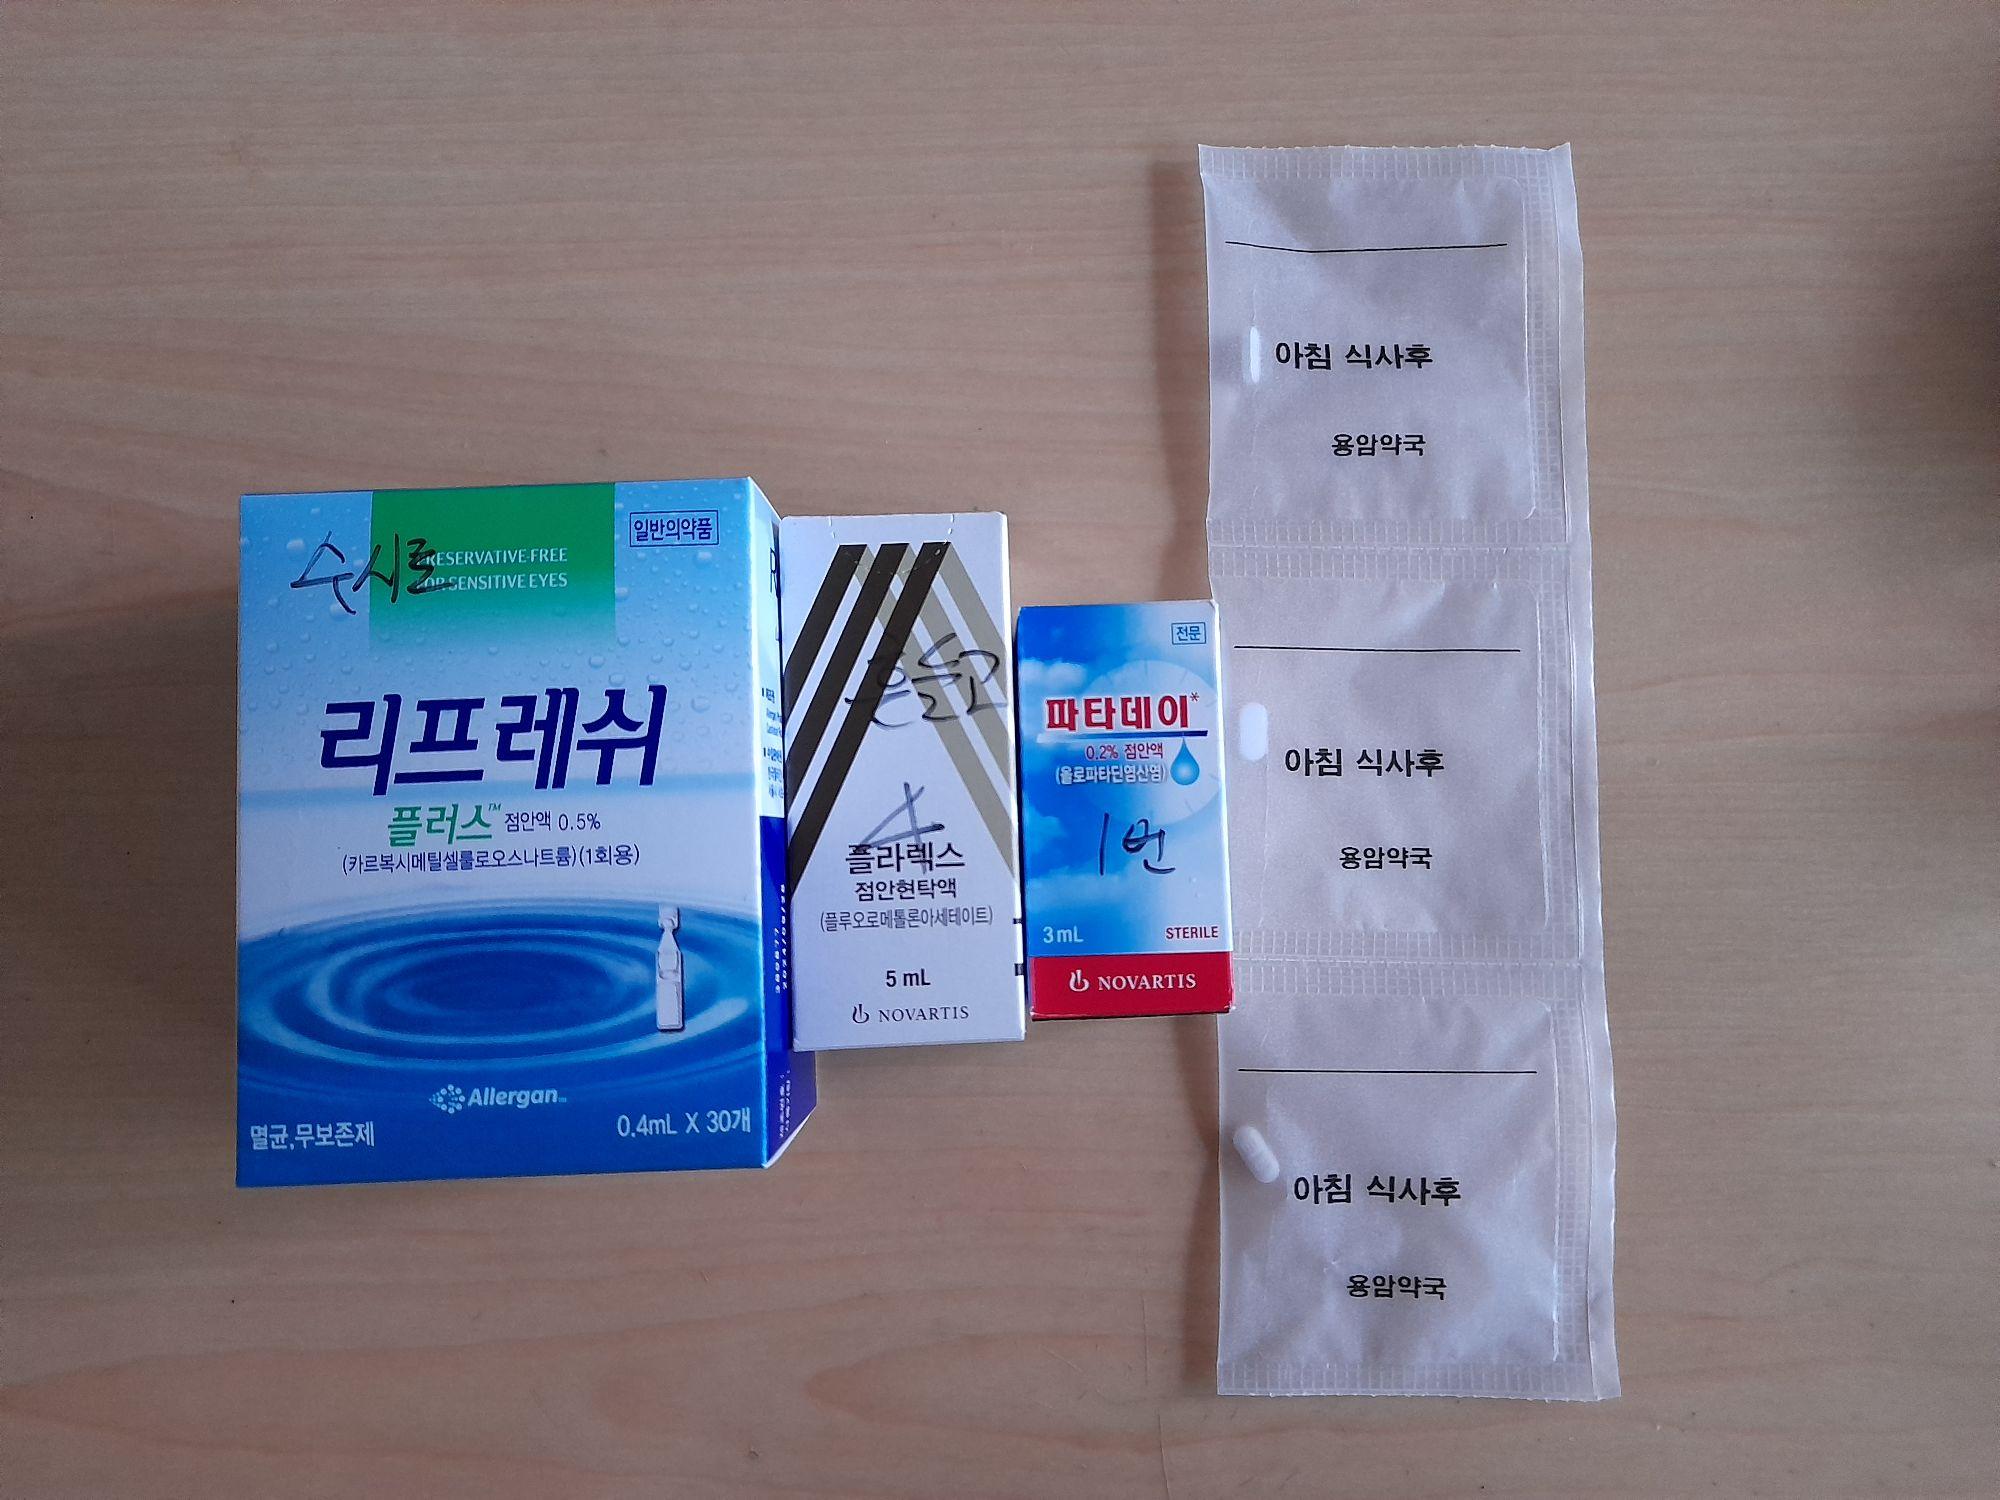 수시로
PRESERVATIVE-FREE
FOR SENSITIVE EYES
일반의약품
리프레쉬
플러스™ 점안액 0.5%
(카르복시메틸셀룰로오스나트륨)(1회용)
Allergan
멸균,무보존제
0.4mL X 30개
흔들고
4
플라렉스
점안현탁액
(플루오로메톨론아세테이트)
5 mL
NOVARTIS
전문
파타데이*
0.2% 점안액
(올로파타딘염산염)
1번
3mL
STERILE
NOVARTIS
아침 식사후
용암약국
아침 식사후
용암약국
아침 식사후
용암약국